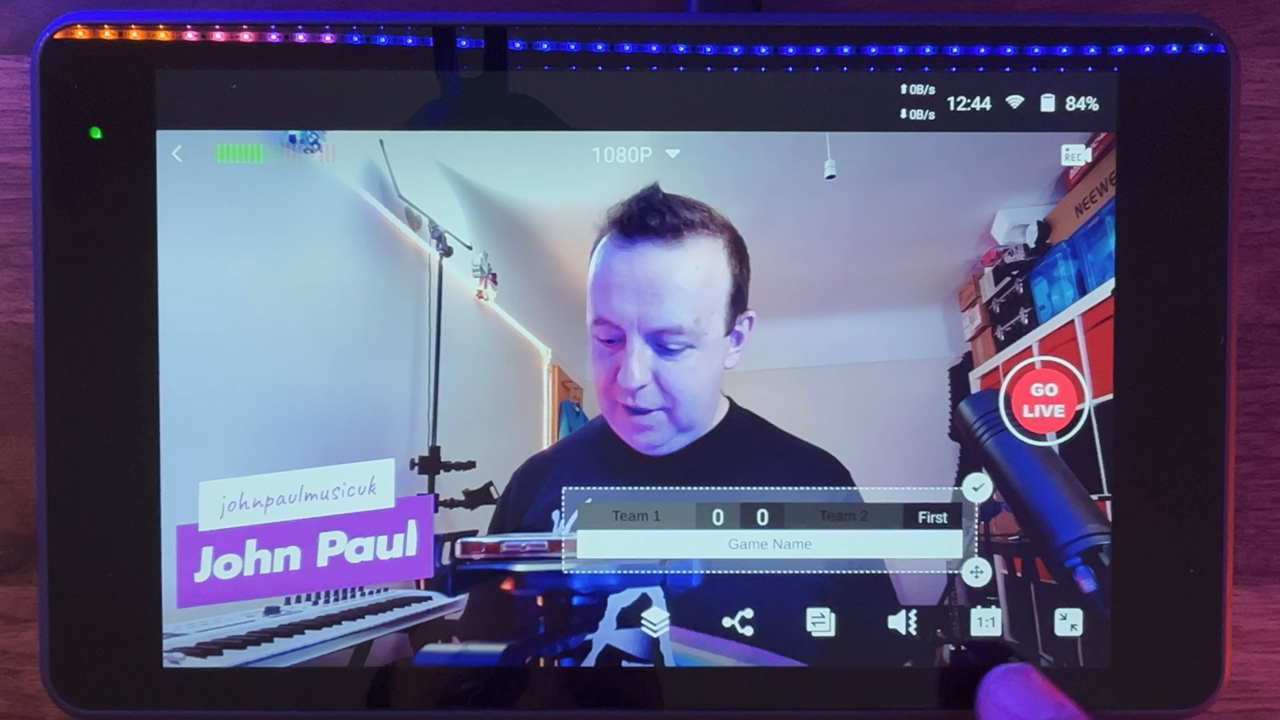 0B/s
0B/s
12:44
84%
1080P
REC
NEEWE
GO
LIVE
johnpaulmusicuk
John Paul
Team 1
0
0
Team 2
First
Game Name
1:1